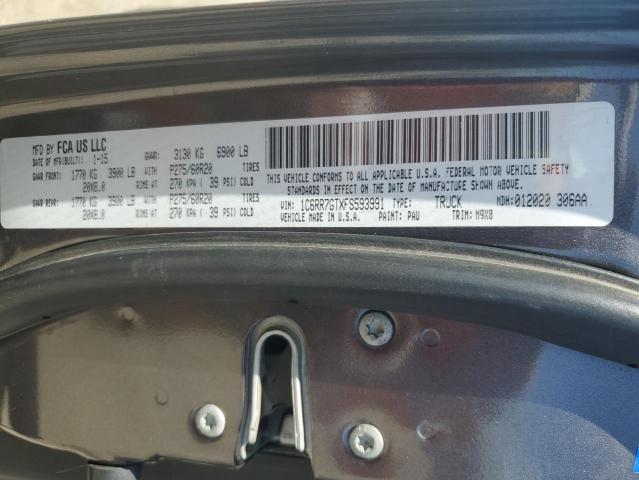 MFD BY FCA US LLC
DATE OF MFR(BUILT): 1-15 GVWR: 3130 KG 6900 LB
GAWR FRONT: 1770 KG 3900 LB P275/60R20 TIRES
20X8.0 RIMS AT 270 KPA ( 39 PSI) COLD
GAWR REAR: 1770 KG 3900 LB P275/60R20 TIRES
20X8.0 RIMS AT 270 KPA ( 39 PSI) COLD
THIS VEHICLE CONFORMS TO ALL APPLICABLE U.S.A. FEDERAL MOTOR VEHICLE SAFETY
STANDARDS IN EFFECT ON THE DATE OF MANUFACTURE SHOWN ABOVE.
VIN: 1C6RR7GTXFS593991 TYPE: TRUCK MDH:012020 306AA
VEHICLE MADE IN: U.S.A. PAINT: PAU TRIM: M9X8